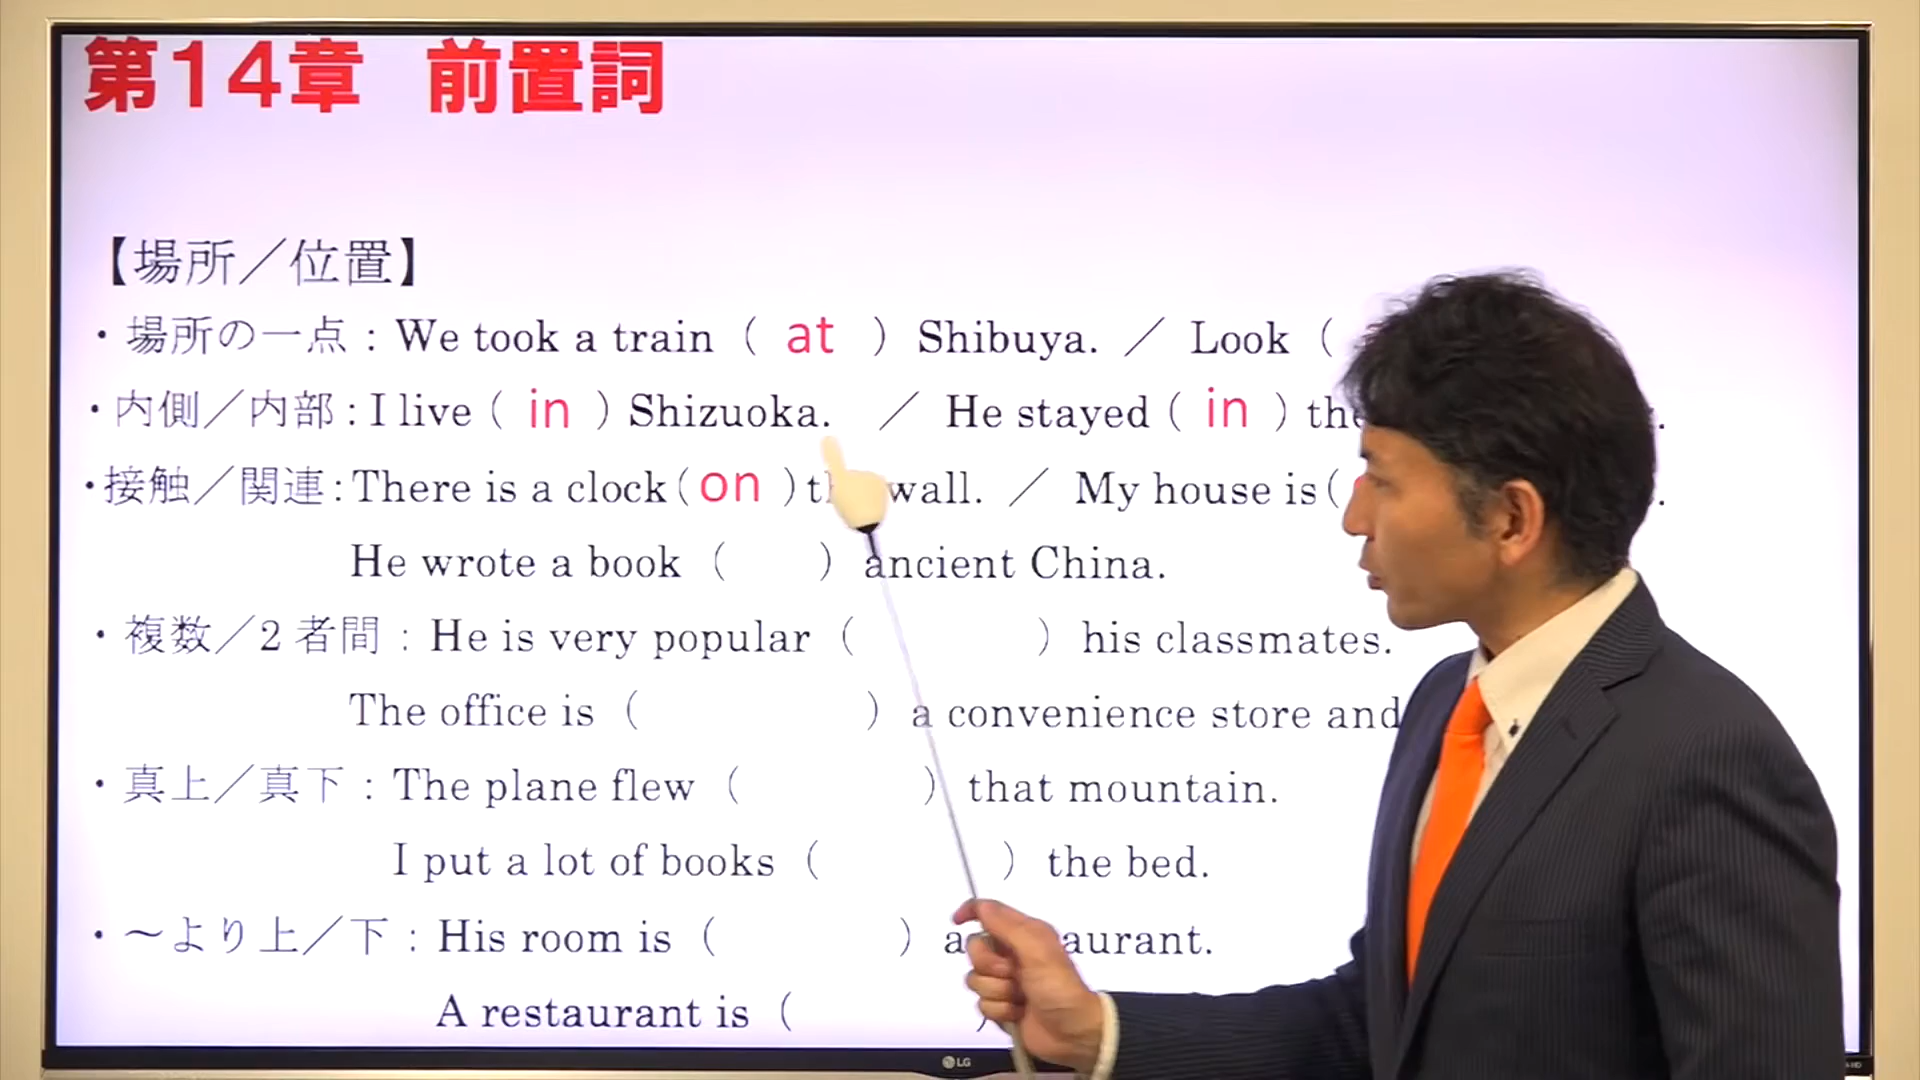 第14章 前置詞
【場所／位置】
・場所の一点：We took a train ( at ) Shibuya. ／ Look (
・内側／内部：I live ( in ) Shizuoka. ／ He stayed ( in )
・接触／関連：There is a clock ( on ) wall. ／ My house is (
He wrote a book ( ) ancient China.
・複数／2者間：He is very popular ( ) his classmates.
The office is ( ) a convenience store and
・真上／真下：The plane flew ( ) that mountain.
I put a lot of books ( ) the bed.
・〜より上／下：His room is ( ) a
A restaurant is ( )
LG